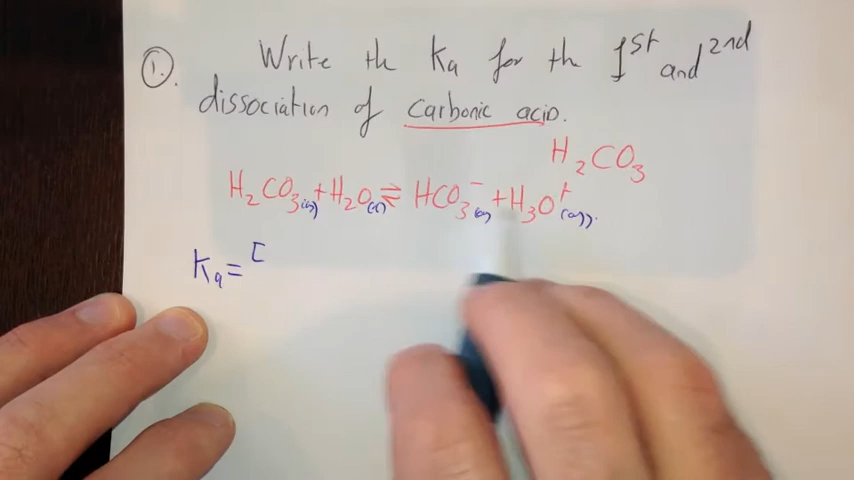 1. Write the Ka for the 1st and 2nd
dissociation of carbonic acid.
H₂CO₃
H₂CO₃(aq) + H₂O(l) ⇌ HCO₃⁻(aq) + H₃O⁺(aq).
Ka = [